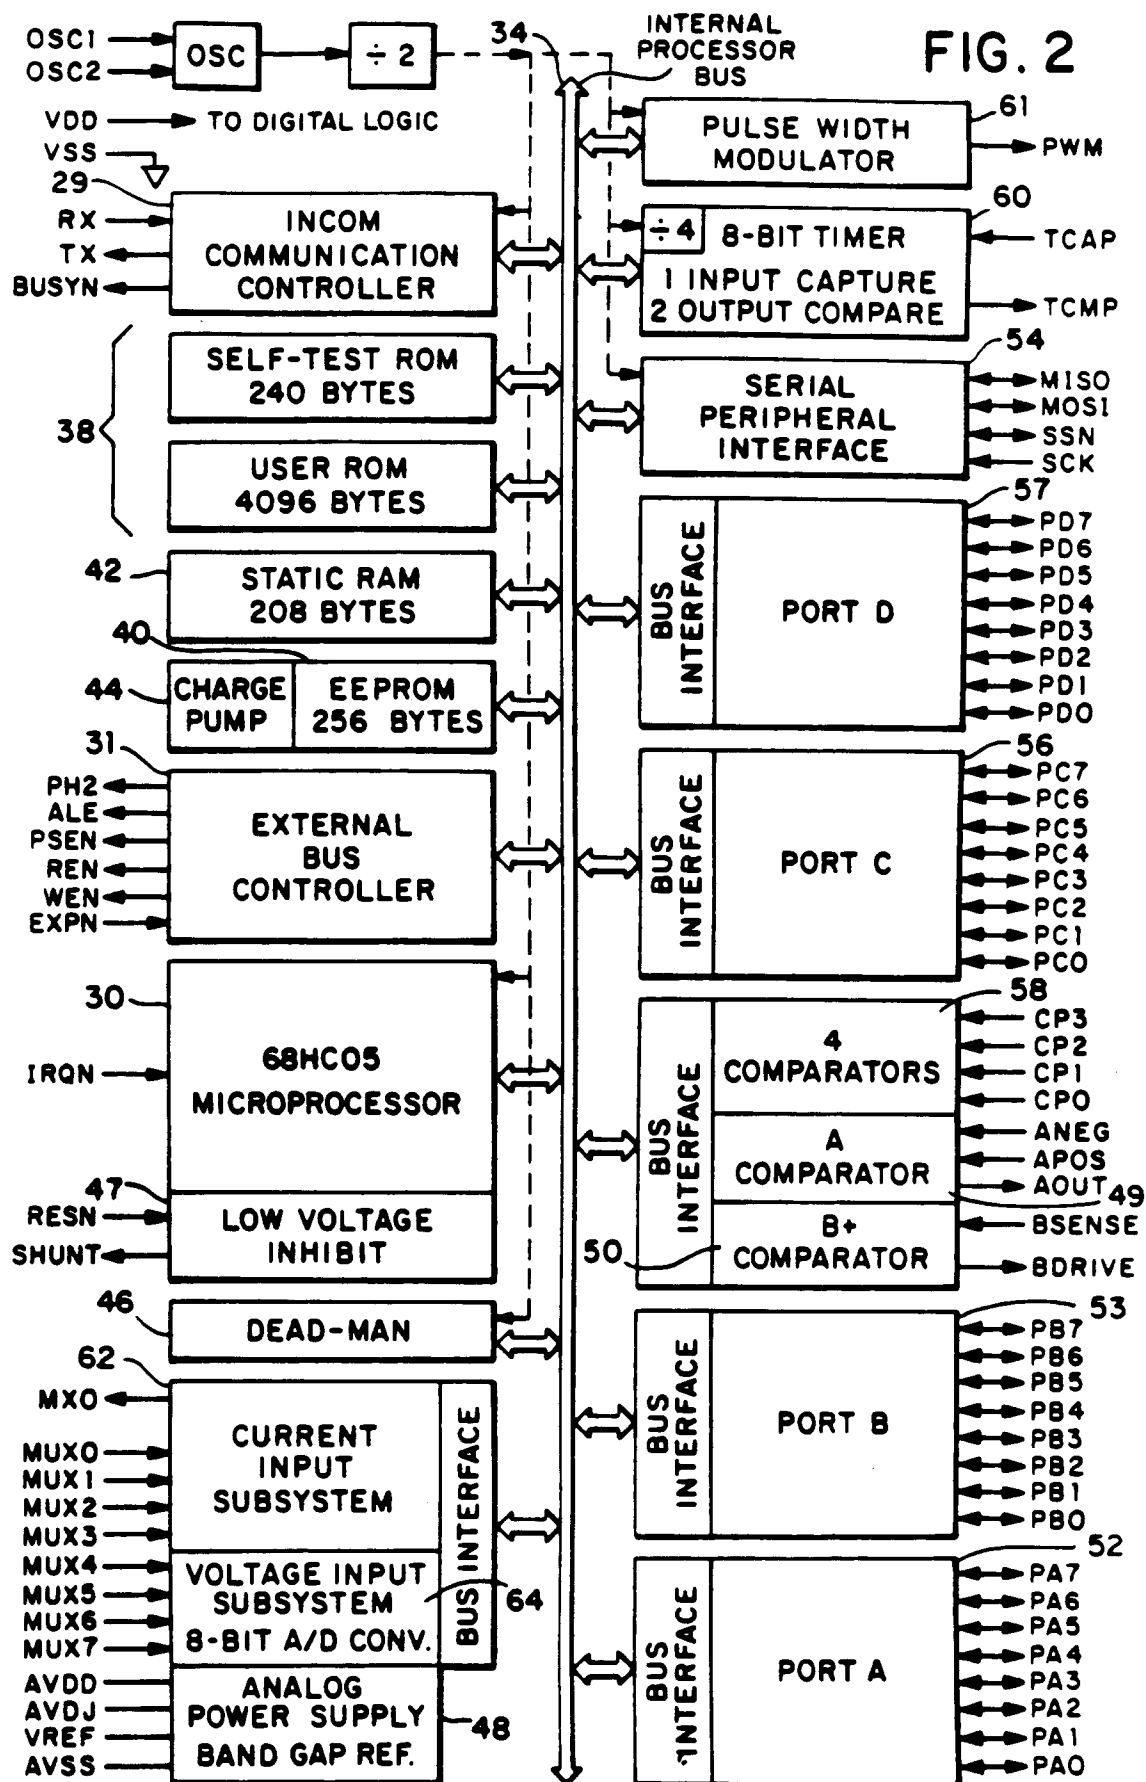 FIG. 2
OSC1
OSC2
OSC
÷ 2
34
INTERNAL
PROCESSOR
BUS
VDD
TO DIGITAL LOGIC
VSS
29
RX
TX
BUSYN
INCOM
COMMUNICATION
CONTROLLER
38
SELF-TEST ROM
240 BYTES
USER ROM
4096 BYTES
42
STATIC RAM
208 BYTES
40
44
CHARGE
PUMP
EEPROM
256 BYTES
31
PH2
ALE
PSEN
REN
WEN
EXPN
EXTERNAL
BUS
CONTROLLER
30
IRQN
68HC05
MICROPROCESSOR
47
RESN
SHUNT
LOW VOLTAGE
INHIBIT
46
DEAD-MAN
62
MXO
MUX0
MUX1
MUX2
MUX3
MUX4
MUX5
MUX6
MUX7
CURRENT
INPUT
SUBSYSTEM
VOLTAGE INPUT
SUBSYSTEM
8-BIT A/D CONV.
64
BUS INTERFACE
AVDD
AVDJ
VREF
AVSS
ANALOG
POWER SUPPLY
BAND GAP REF.
48
61
PULSE WIDTH
MODULATOR
PWM
60
÷4
8-BIT TIMER
1 INPUT CAPTURE
2 OUTPUT COMPARE
TCAP
TCMP
54
SERIAL
PERIPHERAL
INTERFACE
MISO
MOSI
SSN
SCK
57
BUS
INTERFACE
PORT D
PD7
PD6
PD5
PD4
PD3
PD2
PD1
PD0
56
BUS
INTERFACE
PORT C
PC7
PC6
PC5
PC4
PC3
PC2
PC1
PC0
58
BUS
INTERFACE
4
COMPARATORS
A
COMPARATOR
B+
COMPARATOR
50
CP3
CP2
CP1
CP0
ANEG
APOS
AOUT
49
BSENSE
BDRIVE
53
BUS
INTERFACE
PORT B
PB7
PB6
PB5
PB4
PB3
PB2
PB1
PB0
52
BUS
INTERFACE
PORT A
PA7
PA6
PA5
PA4
PA3
PA2
PA1
PA0